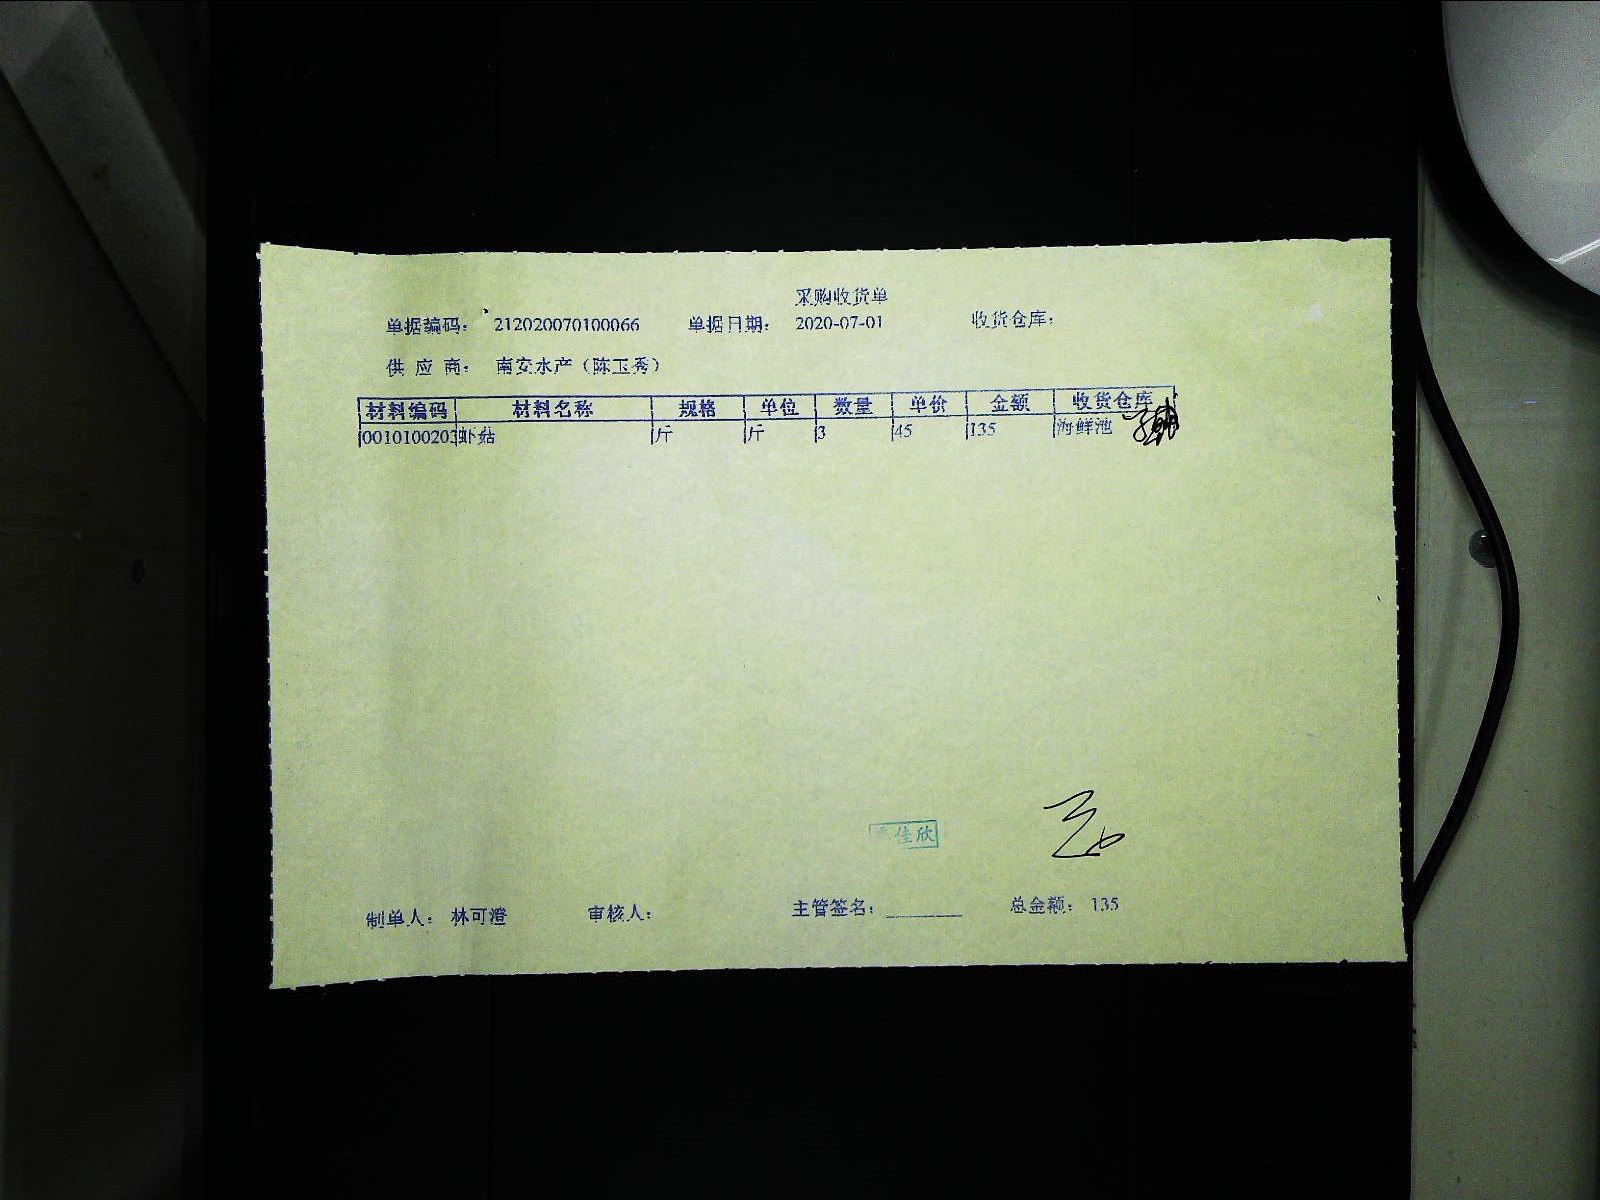 采购收货单
单据编码： 212020070100066 单据日期： 2020-07-01 收货仓库：
供 应 商： 南安水产（陈玉秀）
材料编码 材料名称 规格 单位 数量 单价 金额 收货仓库
0010100203 虾菇 斤 斤 3 45 135 海鲜池
佳欣
制单人： 林可澄 审核人： 主管签名： 总金额： 135